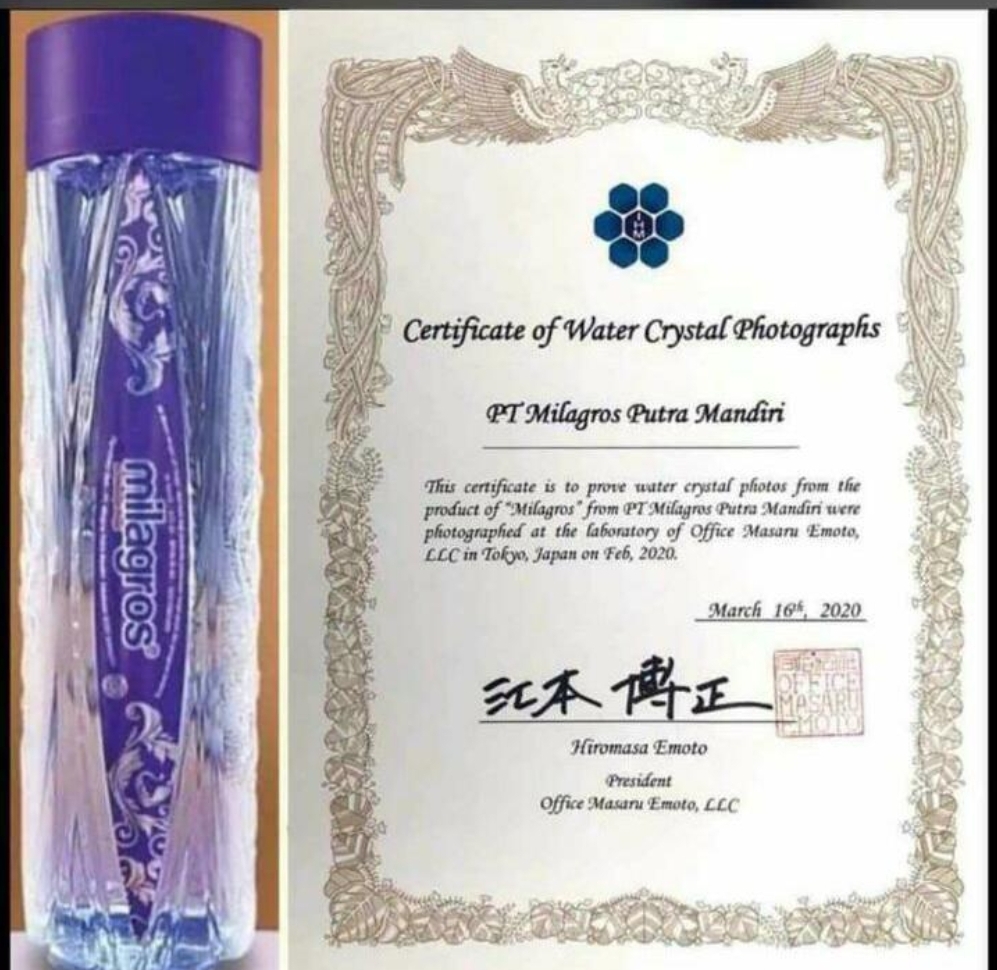 milagros
IHM
Certificate of Water Crystal Photographs
PT Milagros Putra Mandiri
This certificate is to prove water crystal photos from the
product of "Milagros" from PT Milagros Putra Mandiri were
photographed at the laboratory of Office Masaru Emoto,
LLC in Tokyo, Japan on Feb, 2020.
March 16th, 2020
江本 博正
OFFICE
MASARU
EMOTO
Hiromasa Emoto
President
Office Masaru Emoto, LLC